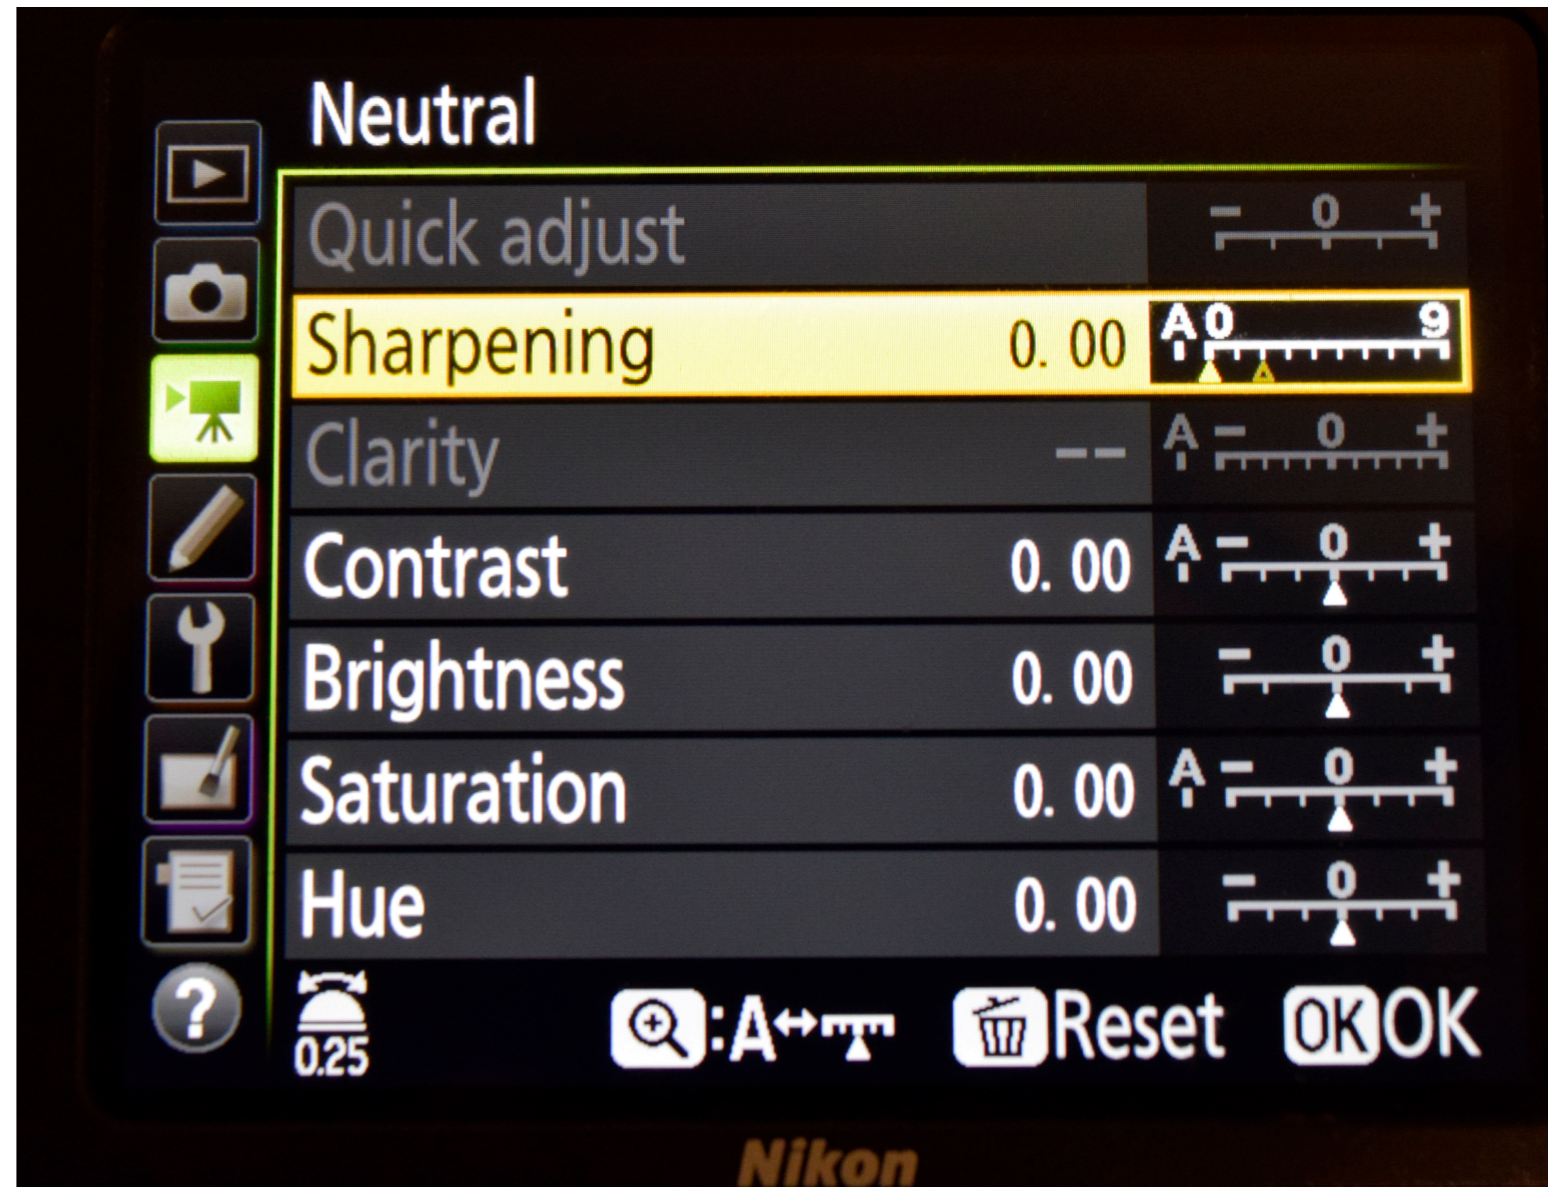 Neutral
Quick adjust - 0 +
Sharpening 0. 00 A 0 9
Clarity -- A - 0 +
Contrast 0. 00 A - 0 +
Brightness 0. 00 - 0 +
Saturation 0. 00 A - 0 +
Hue 0. 00 - 0 +
? 0.25 :A↔ Reset OK OK
Nikon